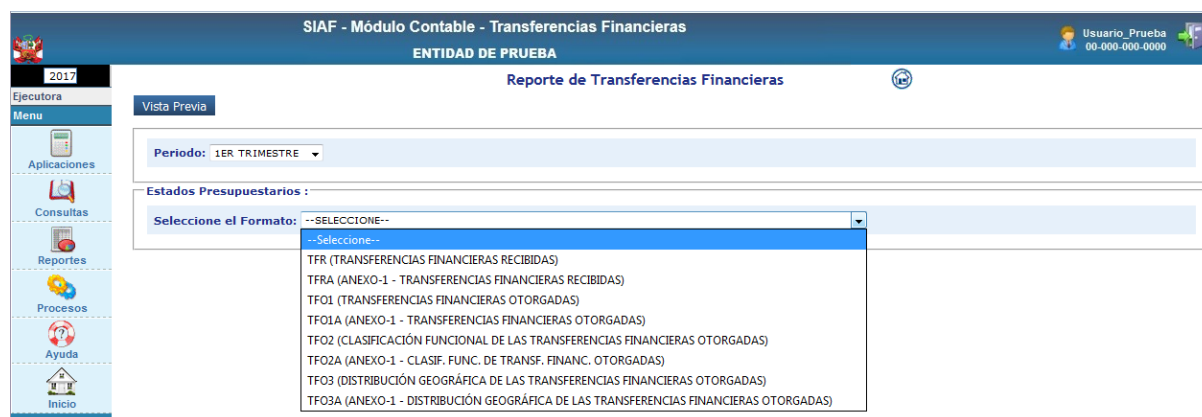 SIAF - Módulo Contable - Transferencias Financieras
ENTIDAD DE PRUEBA
Usuario_Prueba
00-000-000-0000
2017
Ejecutora
Menu
Aplicaciones
Consultas
Reportes
Procesos
Ayuda
Inicio
Reporte de Transferencias Financieras
Vista Previa
Periodo: 1ER TRIMESTRE
Estados Presupuestarios :
Seleccione el Formato: --SELECCIONE--
--Seleccione--
TFR (TRANSFERENCIAS FINANCIERAS RECIBIDAS)
TFRA (ANEXO-1 - TRANSFERENCIAS FINANCIERAS RECIBIDAS)
TFO1 (TRANSFERENCIAS FINANCIERAS OTORGADAS)
TFO1A (ANEXO-1 - TRANSFERENCIAS FINANCIERAS OTORGADAS)
TFO2 (CLASIFICACIÓN FUNCIONAL DE LAS TRANSFERENCIAS FINANCIERAS OTORGADAS)
TFO2A (ANEXO-1 - CLASIF. FUNC. DE TRANSF. FINANC. OTORGADAS)
TFO3 (DISTRIBUCIÓN GEOGRÁFICA DE LAS TRANSFERENCIAS FINANCIERAS OTORGADAS)
TFO3A (ANEXO-1 - DISTRIBUCIÓN GEOGRÁFICA DE LAS TRANSFERENCIAS FINANCIERAS OTORGADAS)